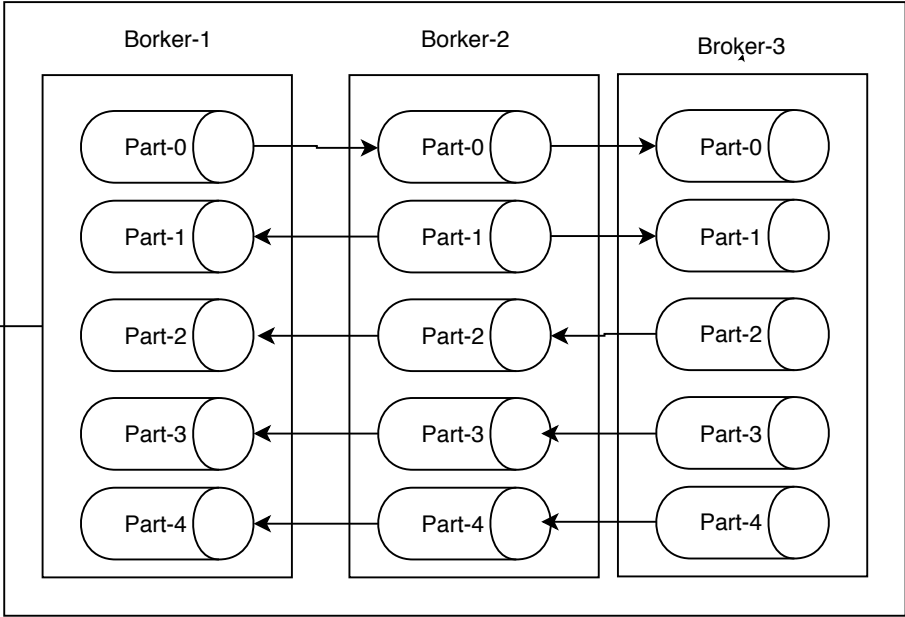 Borker-1 Borker-2 Broker-3
Part-0 Part-0 Part-0
Part-1 Part-1 Part-1
Part-2 Part-2 Part-2
Part-3 Part-3 Part-3
Part-4 Part-4 Part-4